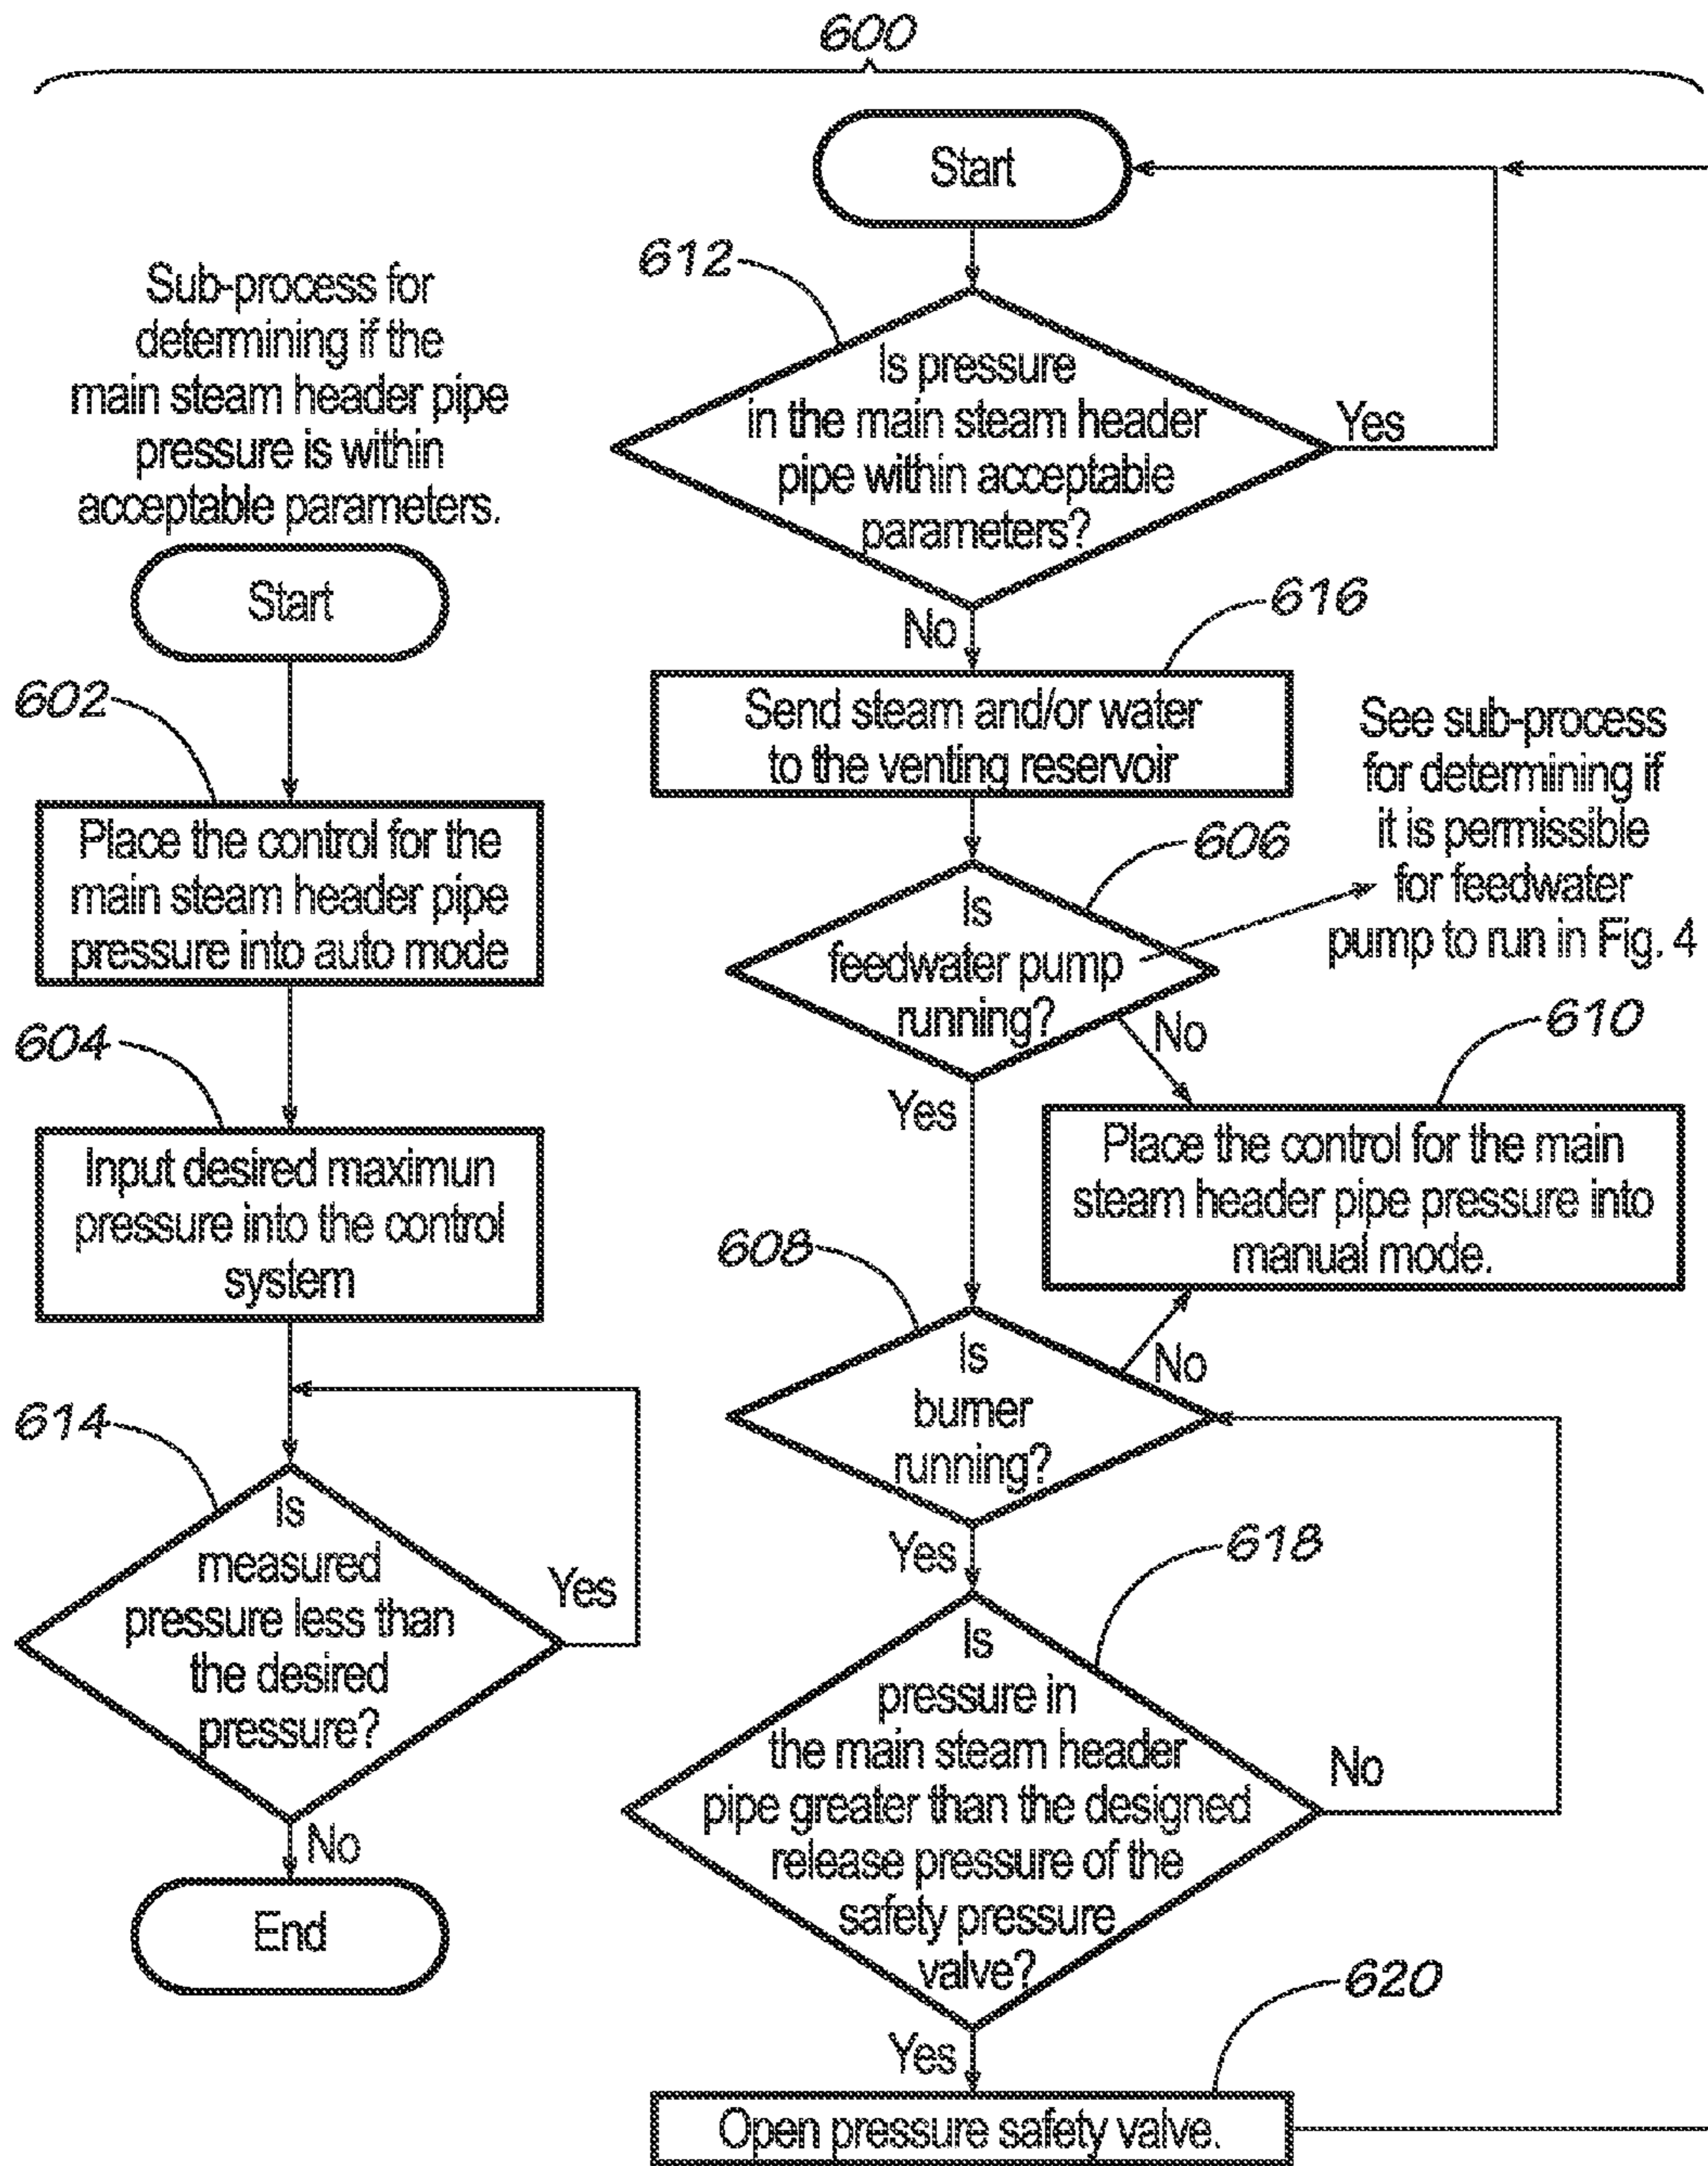 600
Sub-process for
determining if the
main steam header pipe
pressure is within
acceptable parameters.
Start
602
Place the control for the
main steam header pipe
pressure into auto mode
604
Input desired maximun
pressure into the control
system
614
Is
measured
pressure less than
the desired
pressure?
Yes
No
End
Start
612
Is pressure
in the main steam header
pipe within acceptable
parameters?
Yes
No
616
Send steam and/or water
to the venting reservoir
606
Is
feedwater pump
running?
See sub-process
for determining if
it is permissible
for feedwater
pump to run in Fig. 4
No
Yes
610
Place the control for the main
steam header pipe pressure into
manual mode.
608
Is
burner
running?
No
Yes
618
Is
pressure in
the main steam header
pipe greater than the designed
release pressure of the
safety pressure
valve?
No
Yes
620
Open pressure safety valve.